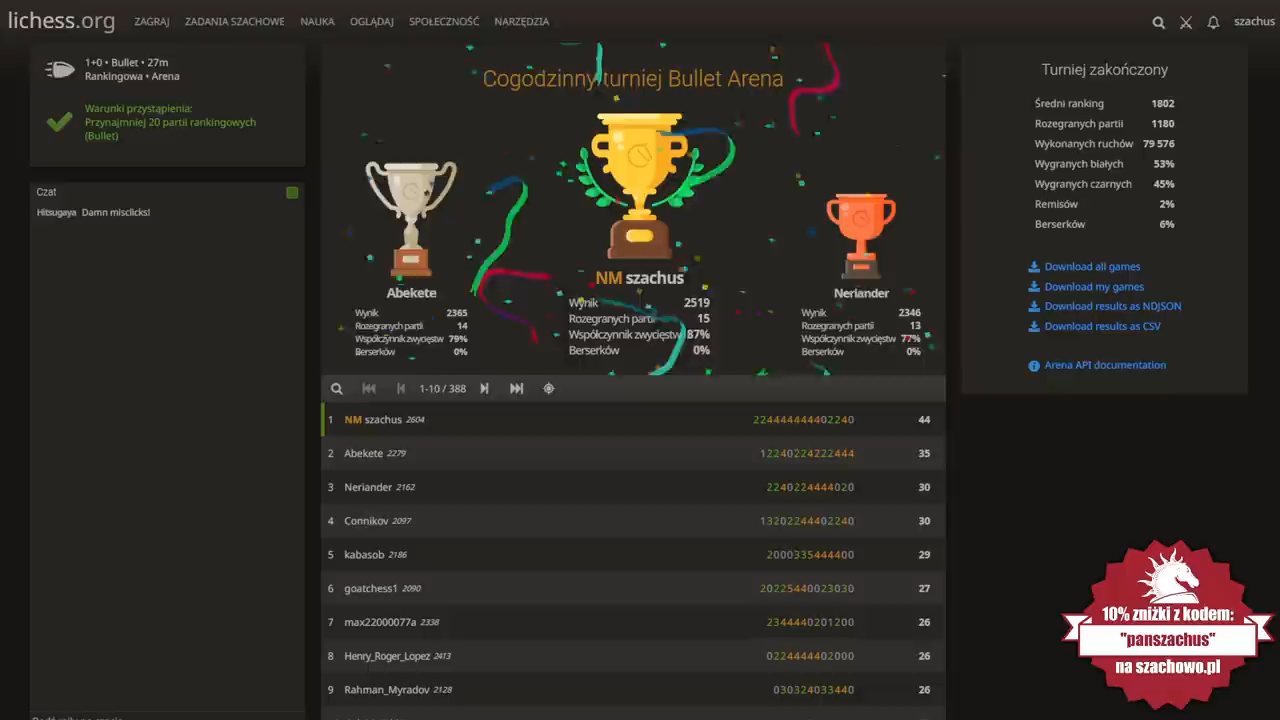 lichess.org ZAGRAJ ZADANIA SZACHOWE NAUKA OGLĄDAJ SPOŁECZNOŚĆ NARZĘDZIA szachus
1+0 • Bullet • 27m
Rankingowa • Arena
Warunki przystąpienia:
Przynajmniej 20 partii rankingowych
(Bullet)
Czat
Hitsugaya Damn misclicks!
Cogodzinny turniej Bullet Arena
Abekete
Wynik 2365
Rozegranych partii 14
Współczynnik zwycięstw 79%
Berserków 0%
NM szachus
Wynik 2519
Rozegranych partii 15
Współczynnik zwycięstw 87%
Berserków 0%
Neriander
Wynik 2346
Rozegranych partii 13
Współczynnik zwycięstw 77%
Berserków 0%
1-10 / 388
1 NM szachus 2604 224444444402240 44
2 Abekete 2279 12240224222444 35
3 Neriander 2162 2240224444020 30
4 Connikov 2097 13202244402240 30
5 kabasob 2186 2000335444400 29
6 goatchess1 2090 20225440023030 27
7 max22000077a 2338 2344440201200 26
8 Henry_Roger_Lopez 2413 0224444402000 26
9 Rahman_Myradov 2128 030324033440 26
Turniej zakończony
Średni ranking 1802
Rozegranych partii 1180
Wykonanych ruchów 79 576
Wygranych białych 53%
Wygranych czarnych 45%
Remisów 2%
Berserków 6%
Download all games
Download my games
Download results as NDJSON
Download results as CSV
Arena API documentation
10% zniżki z kodem:
"panszachus"
na szachowo.pl